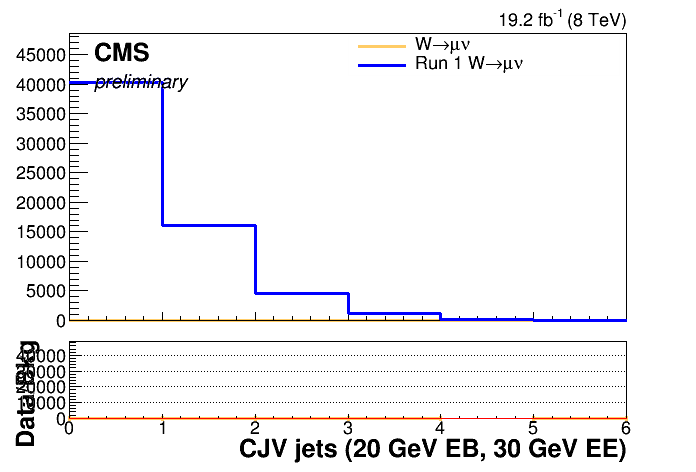 19.2 fb-1 (8 TeV)
CMS
preliminary
W→μν
Run 1 W→μν
45000
40000
35000
30000
25000
20000
15000
10000
5000
0
Data/Bkg
40000
30000
20000
10000
0
0 1 2 3 4 5 6
CJV jets (20 GeV EB, 30 GeV EE)